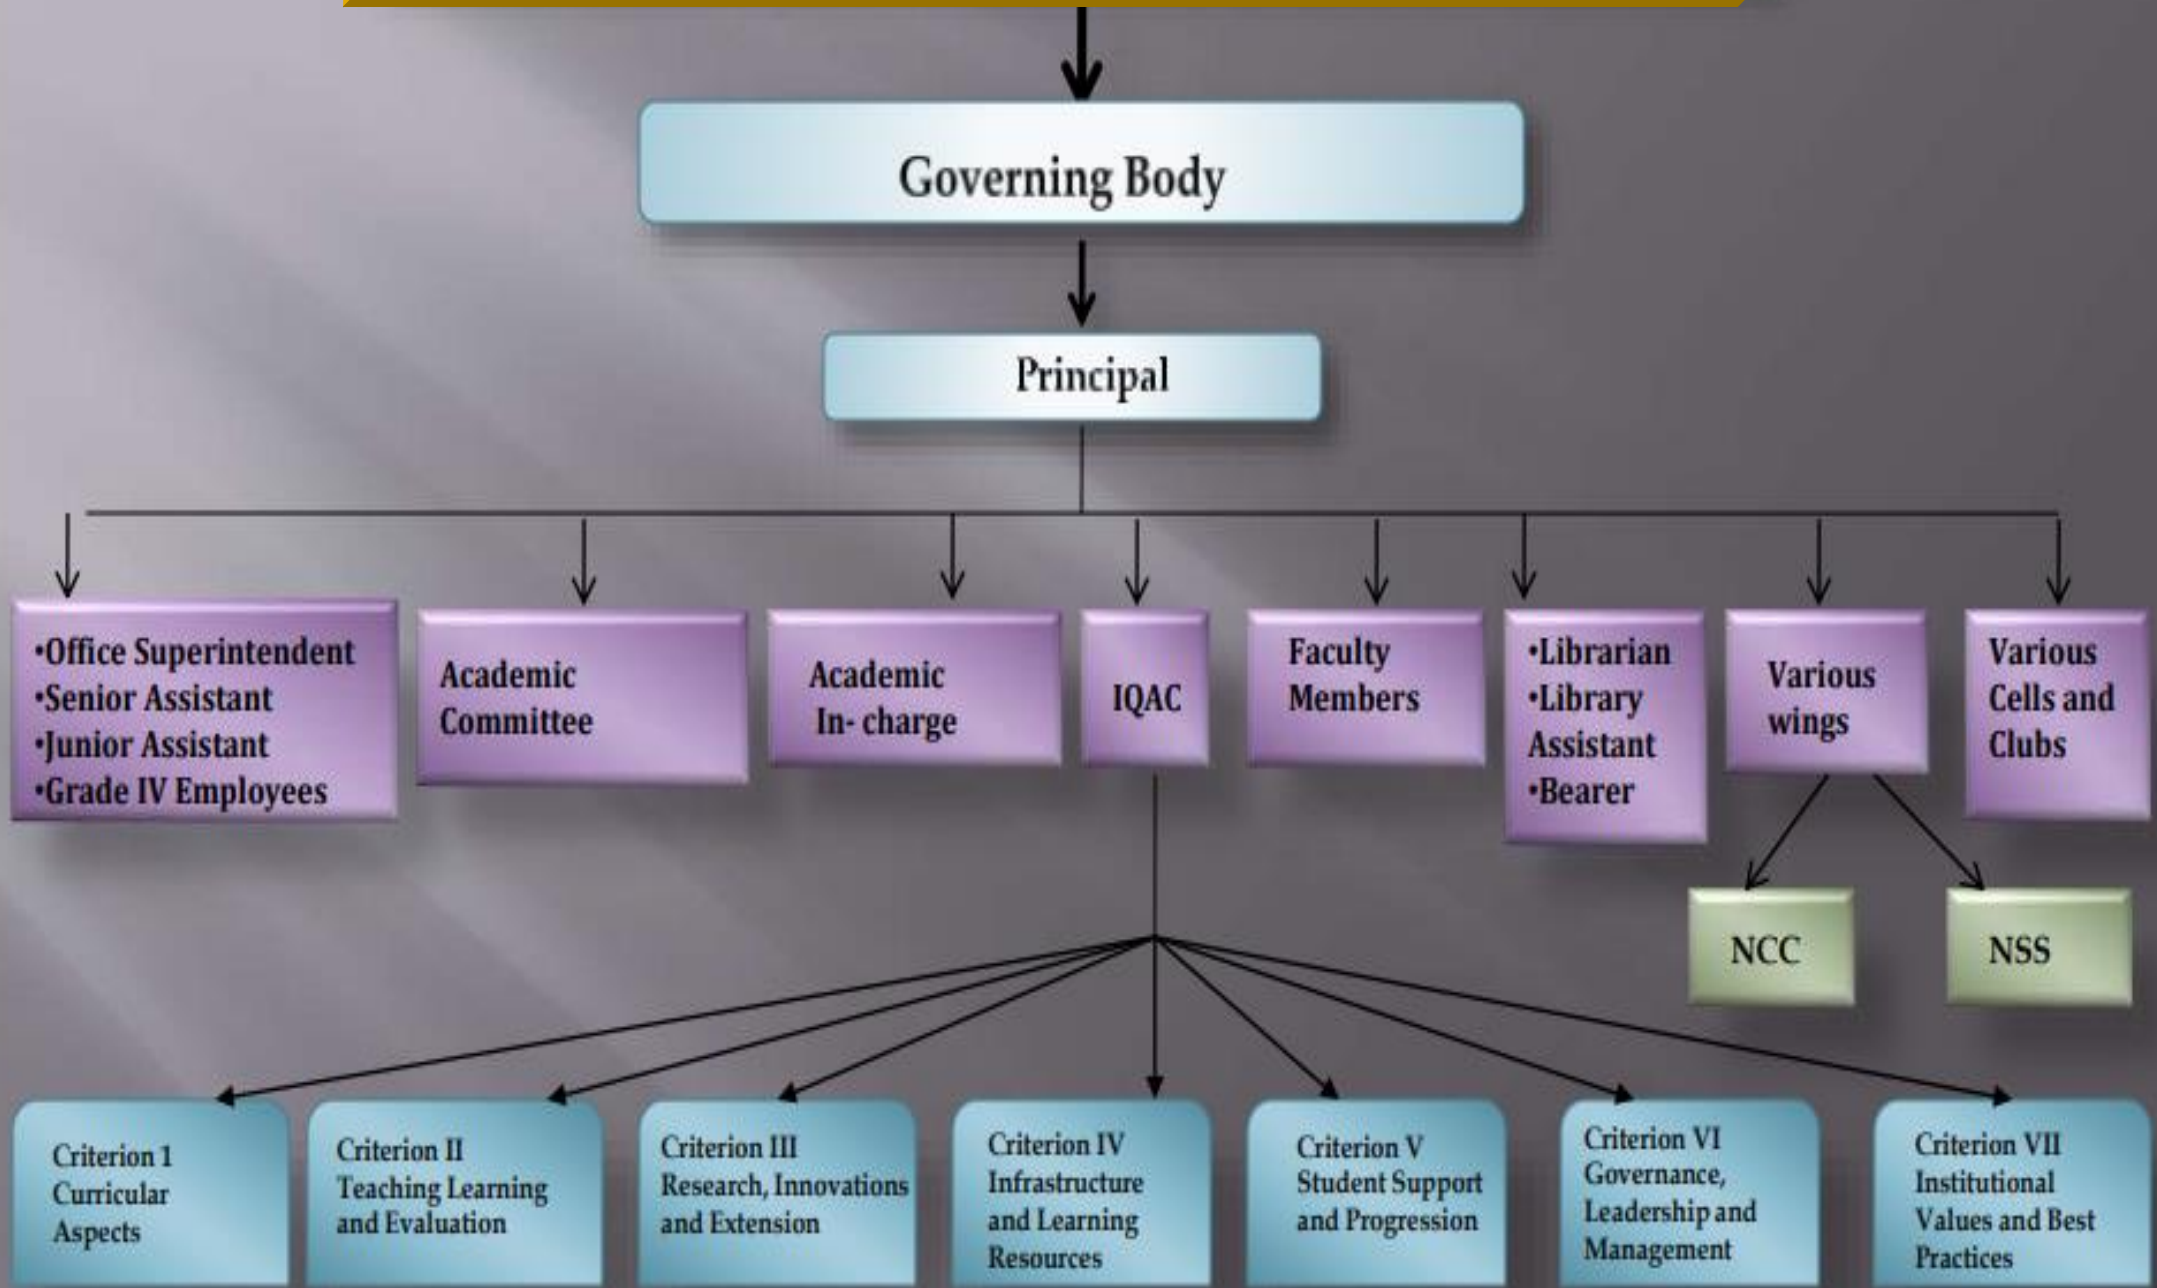 Governing Body
Principal
•Office Superintendent
•Senior Assistant
•Junior Assistant
•Grade IV Employees
Academic
Committee
Academic
In- charge
IQAC
Faculty
Members
•Librarian
•Library
Assistant
•Bearer
Various
wings
Various
Cells and
Clubs
NCC
NSS
Criterion 1
Curricular
Aspects
Criterion II
Teaching Learning
and Evaluation
Criterion III
Research, Innovations
and Extension
Criterion IV
Infrastructure
and Learning
Resources
Criterion V
Student Support
and Progression
Criterion VI
Governance,
Leadership and
Management
Criterion VII
Institutional
Values and Best
Practices